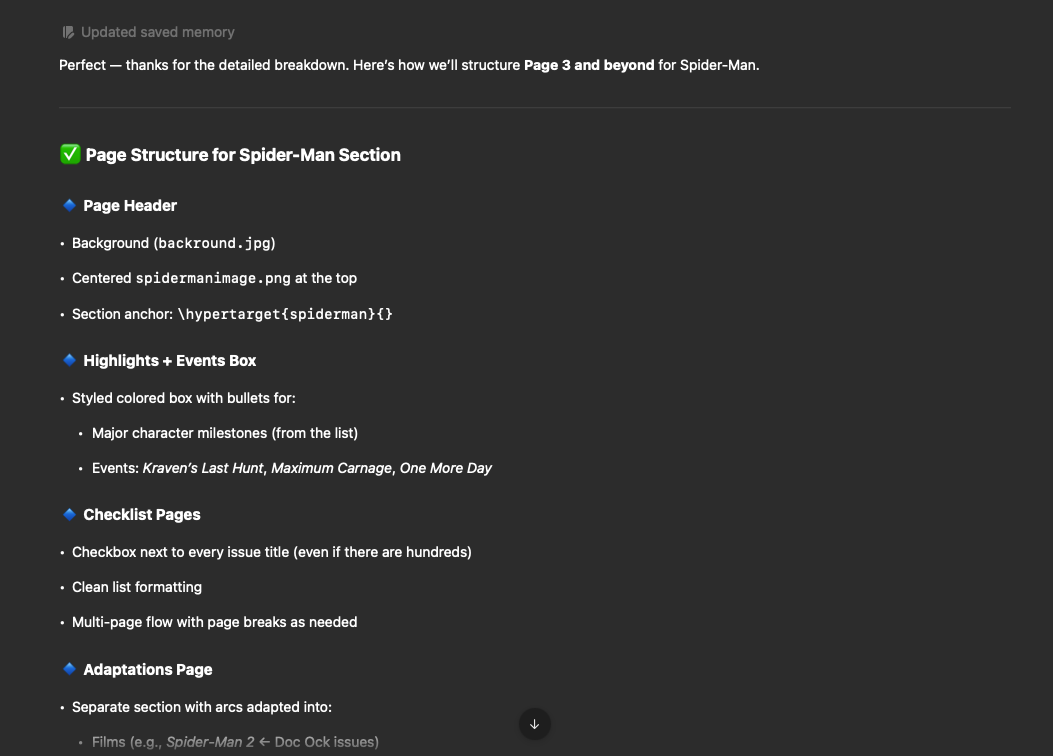 Updated saved memory
Perfect — thanks for the detailed breakdown. Here's how we'll structure Page 3 and beyond for Spider-Man.
✅ Page Structure for Spider-Man Section
🔹 Page Header
• Background (backround.jpg)
• Centered spidermanimage.png at the top
• Section anchor: \hypertarget{spiderman}{}
🔹 Highlights + Events Box
• Styled colored box with bullets for:
• Major character milestones (from the list)
• Events: Kraven's Last Hunt, Maximum Carnage, One More Day
🔹 Checklist Pages
• Checkbox next to every issue title (even if there are hundreds)
• Clean list formatting
• Multi-page flow with page breaks as needed
🔹 Adaptations Page
• Separate section with arcs adapted into:
• Films (e.g., Spider-Man 2 ← Doc Ock issues)